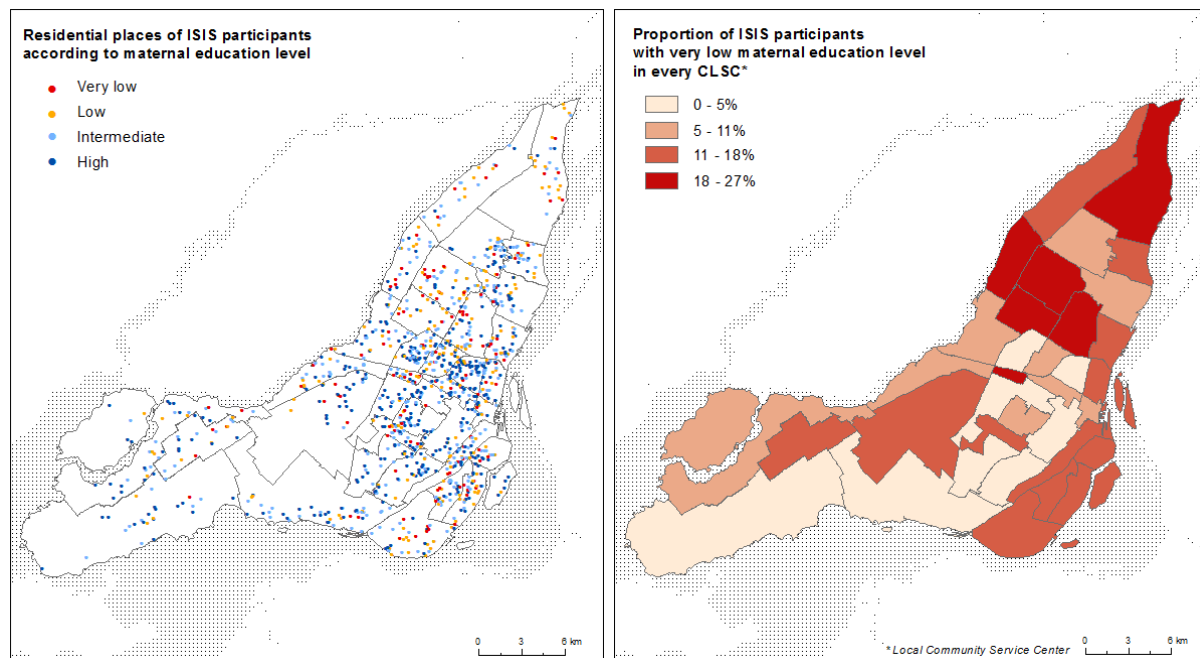 Residential places of ISIS participants
according to maternal education level
Very low
Low
Intermediate
High
0 3 6 km
Proportion of ISIS participants
with very low maternal education level
in every CLSC*
0 - 5%
5 - 11%
11 - 18%
18 - 27%
* Local Community Service Center
0 3 6 km